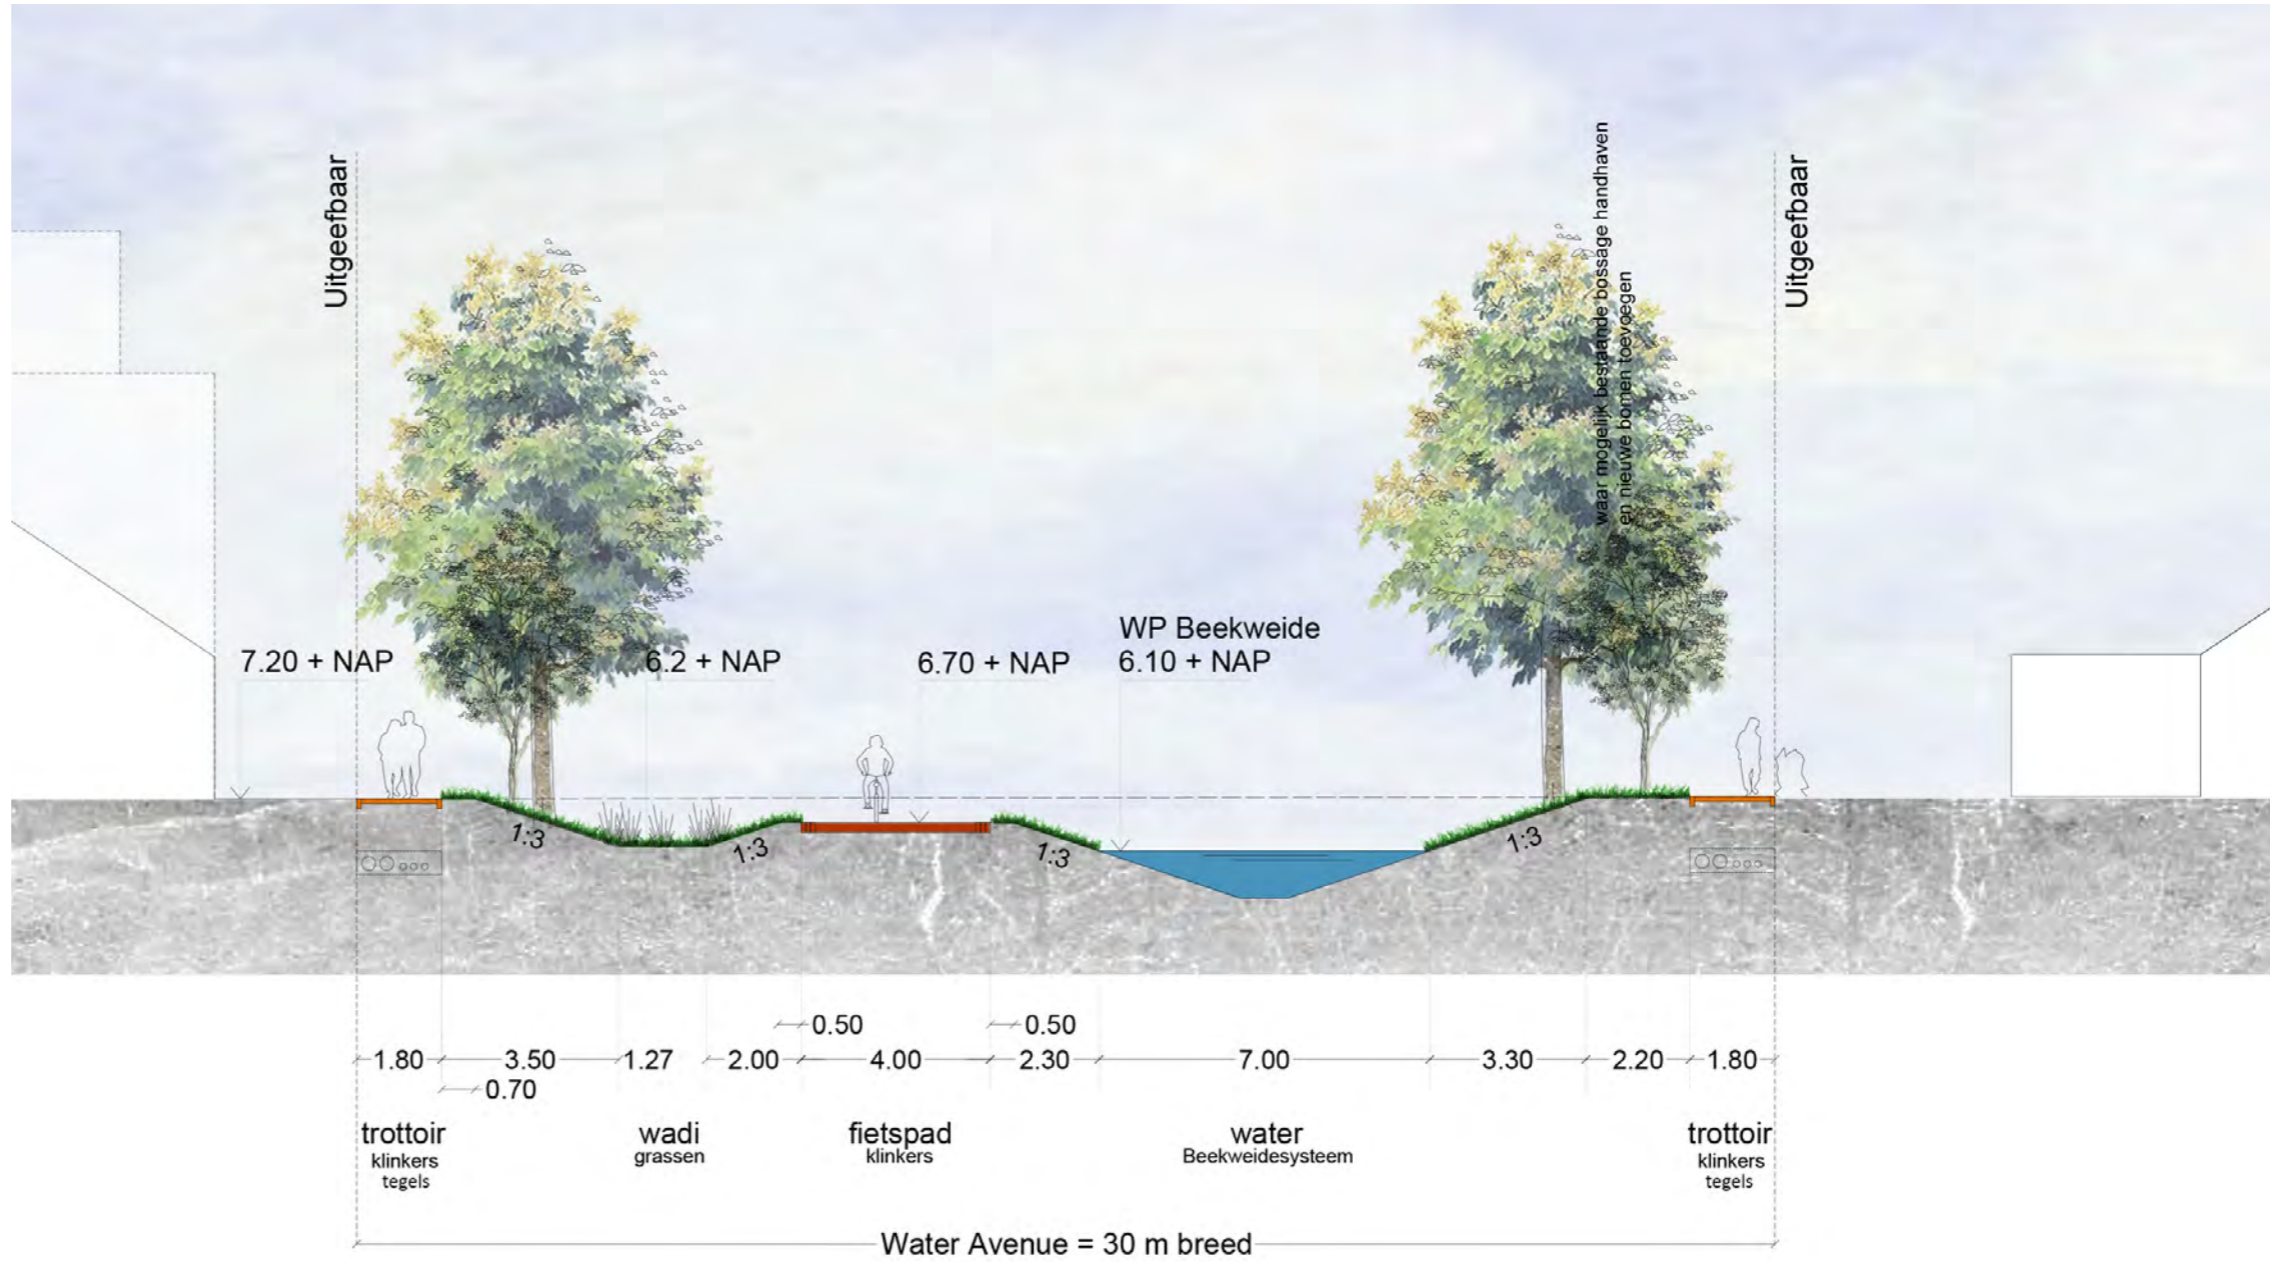 Uitgeefbaar
waar mogelijk bestaande bossage handhaven
en nieuwe bomen toevoegen
Uitgeefbaar
7.20 + NAP
6.2 + NAP
6.70 + NAP
WP Beekweide
6.10 + NAP
1:3
1:3
1:3
1:3
0.50
0.50
1.80
3.50
1.27
2.00
4.00
2.30
7.00
3.30
2.20
1.80
0.70
trottoir
klinkers
tegels
wadi
grassen
fietspad
klinkers
water
Beekweidesysteem
trottoir
klinkers
tegels
Water Avenue = 30 m breed